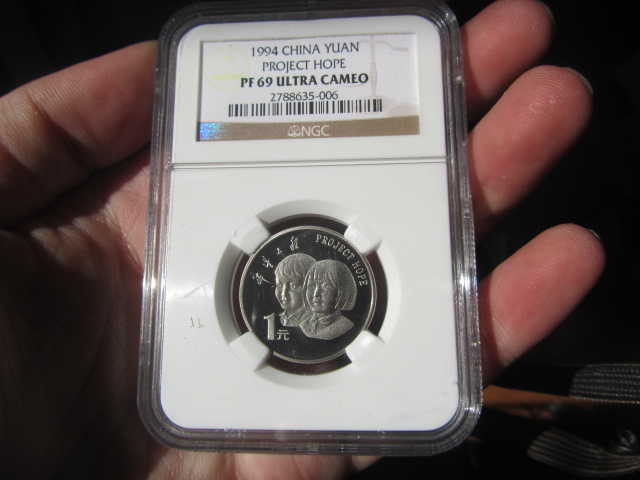 1994 CHINA YUAN
PROJECT HOPE
PF 69 ULTRA CAMEO
2788635-006
NGC
PROJECT HOPE
1元